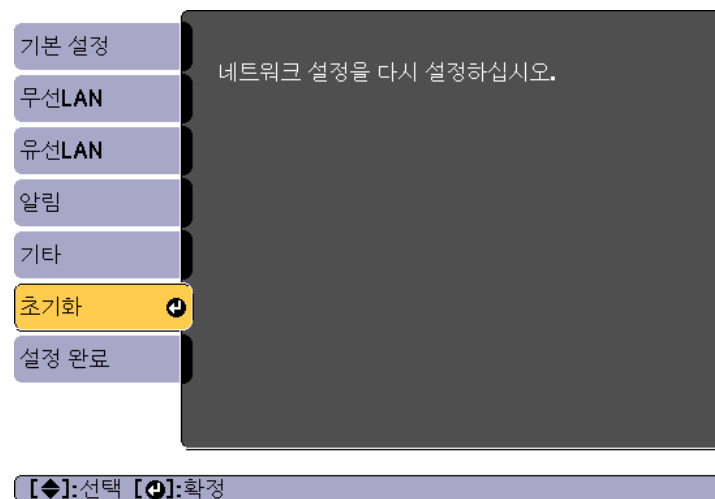 기본 설정
무선LAN
유선LAN
알림
기타
초기화
설정 완료
네트워크 설정을 다시 설정하십시오.
[◆]:선택 [⏎]:확정